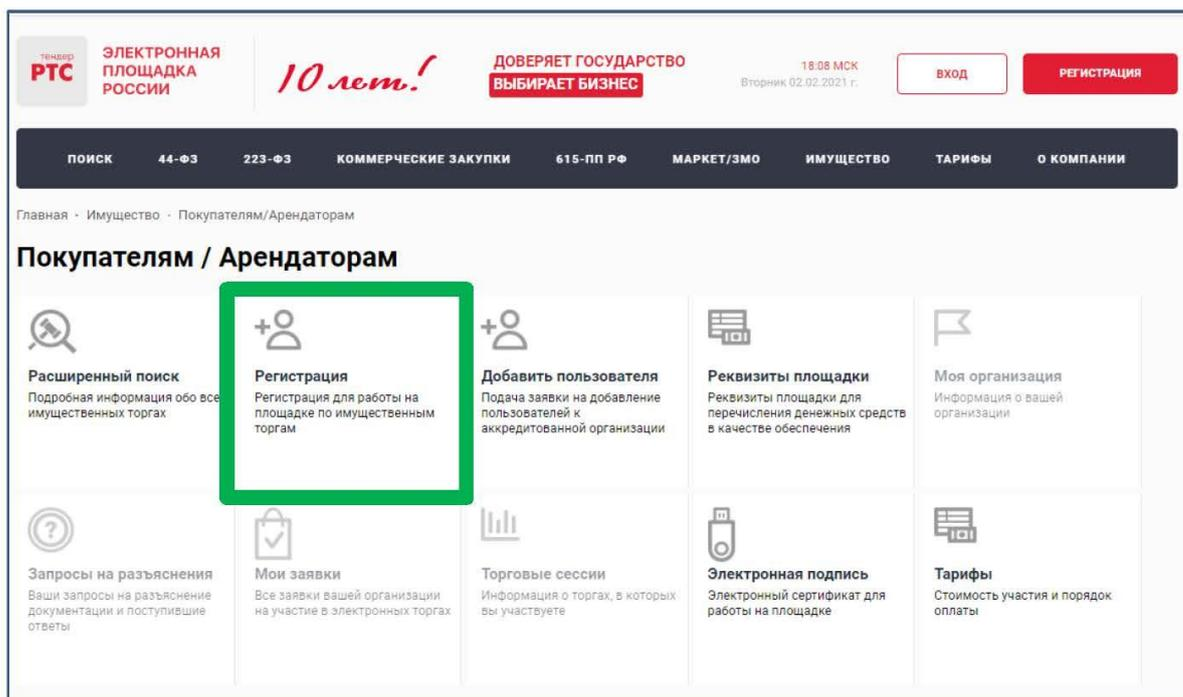 тендер
РТС
ЭЛЕКТРОННАЯ
ПЛОЩАДКА
РОССИИ
10 лет!
ДОВЕРЯЕТ ГОСУДАРСТВО
ВЫБИРАЕТ БИЗНЕС
18:08 МСК
Вторник 02.02.2021 г.
ВХОД
РЕГИСТРАЦИЯ
ПОИСК 44-ФЗ 223-ФЗ КОММЕРЧЕСКИЕ ЗАКУПКИ 615-ПП РФ МАРКЕТ/ЗМО ИМУЩЕСТВО ТАРИФЫ О КОМПАНИИ
Главная · Имущество · Покупателям/Арендаторам
Покупателям / Арендаторам
Расширенный поиск
Подробная информация обо все
имущественных торгах
Регистрация
Регистрация для работы на
площадке по имущественным
торгам
Добавить пользователя
Подача заявки на добавление
пользователей к
аккредитованной организации
Реквизиты площадки
Реквизиты площадки для
перечисления денежных средств
в качестве обеспечения
Моя организация
Информация о вашей
организации
Запросы на разъяснения
Ваши запросы на разъяснение
документации и поступившие
ответы
Мои заявки
Все заявки вашей организации
на участие в электронных торгах
Торговые сессии
Информация о торгах, в которых
вы участвуете
Электронная подпись
Электронный сертификат для
работы на площадке
Тарифы
Стоимость участия и порядок
оплаты